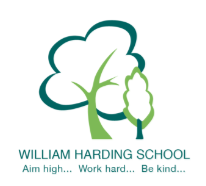 WILLIAM HARDING SCHOOL
Aim high... Work hard... Be kind...